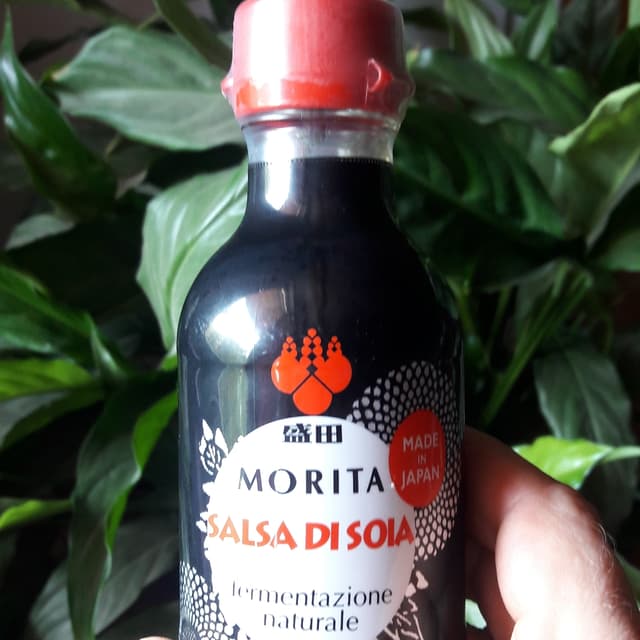 盛田
MORITA
MADE
IN
JAPAN
SALSA DI SOIA
fermentazione
naturale